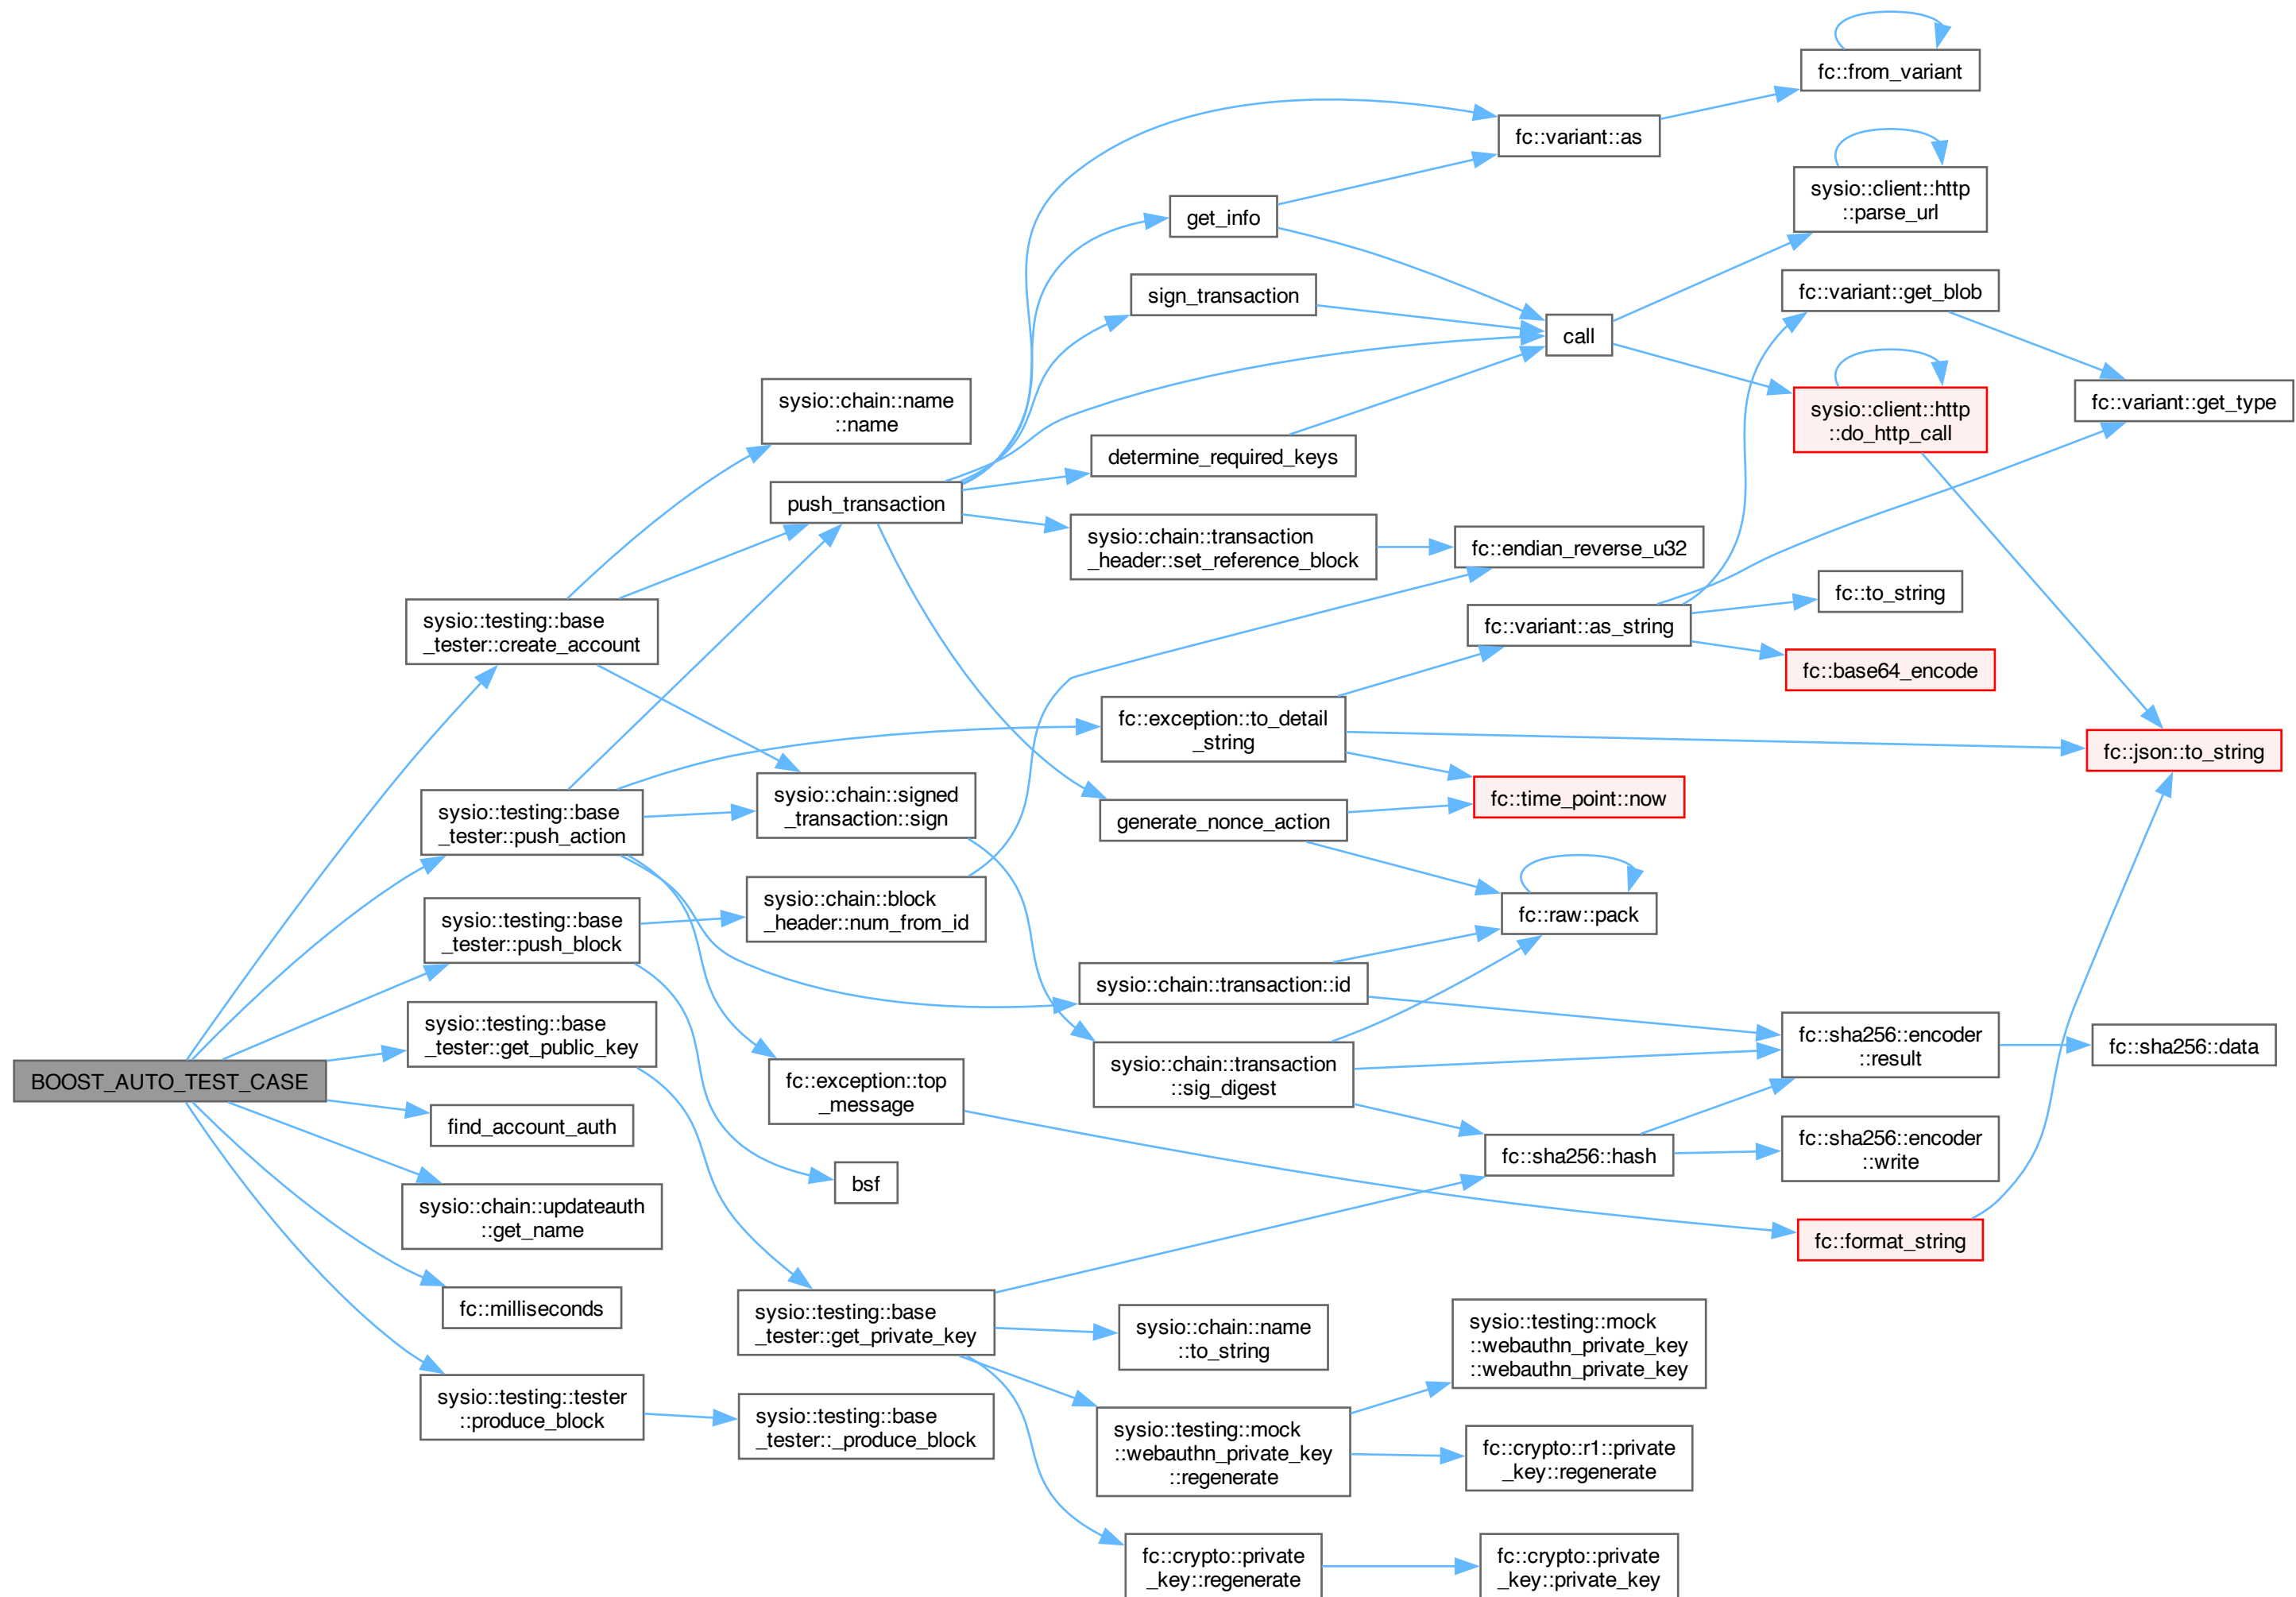 BOOST_AUTO_TEST_CASE
sysio::testing::base
_tester::create_account
sysio::testing::base
_tester::push_action
sysio::testing::base
_tester::push_block
sysio::testing::base
_tester::get_public_key
find_account_auth
sysio::chain::updateauth
::get_name
fc::milliseconds
sysio::testing::tester
::produce_block
sysio::chain::name
::name
push_transaction
sysio::chain::signed
_transaction::sign
sysio::chain::block
_header::num_from_id
fc::exception::top
_message
bsf
sysio::testing::base
_tester::get_private_key
sysio::testing::base
_tester::_produce_block
get_info
sign_transaction
determine_required_keys
sysio::chain::transaction
_header::set_reference_block
fc::exception::to_detail
_string
generate_nonce_action
sysio::chain::transaction::id
sysio::chain::transaction
::sig_digest
sysio::chain::name
::to_string
sysio::testing::mock
::webauthn_private_key
::regenerate
fc::crypto::private
_key::regenerate
fc::variant::as
call
fc::endian_reverse_u32
fc::variant::as_string
fc::time_point::now
fc::raw::pack
fc::sha256::hash
sysio::testing::mock
::webauthn_private_key
::webauthn_private_key
fc::crypto::r1::private
_key::regenerate
fc::crypto::private
_key::private_key
fc::from_variant
sysio::client::http
::parse_url
fc::variant::get_blob
sysio::client::http
::do_http_call
fc::to_string
fc::base64_encode
fc::sha256::encoder
::result
fc::sha256::encoder
::write
fc::format_string
fc::variant::get_type
fc::json::to_string
fc::sha256::data